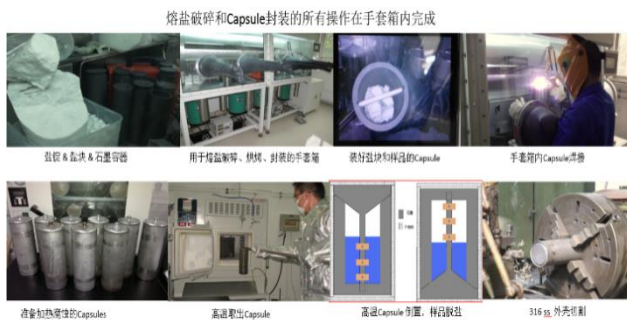 熔盐破碎和Capsule封装的所有操作在手套箱内完成
盐锭 & 盐块 & 石墨容器
用于熔盐破碎、烘烤、封装的手套箱
装好盐块和样品的Capsule
手套箱内Capsule焊接
准备加热腐蚀的Capsules
高温取出Capsule
高温Capsule 倒置，样品脱盐
316 ss 外壳切割